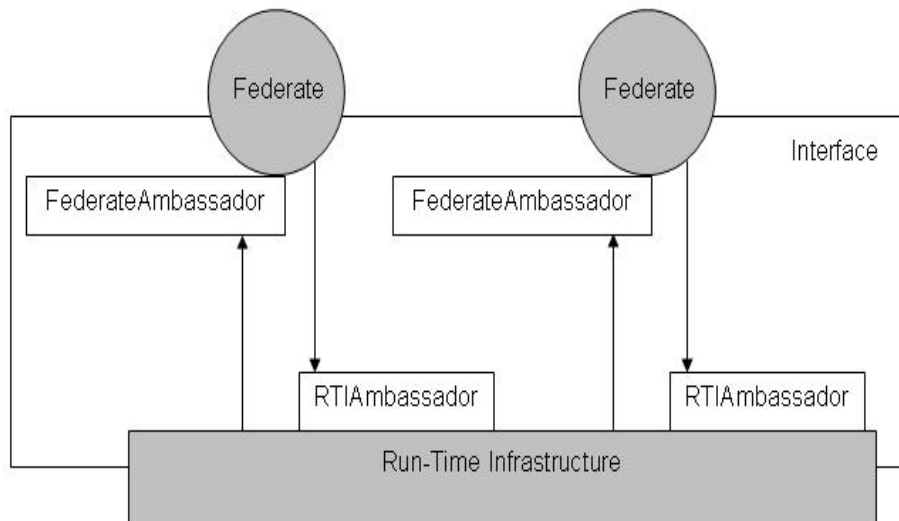 Federate
Federate
Interface
FederateAmbassador
FederateAmbassador
RTIAmbassador
RTIAmbassador
Run-Time Infrastructure